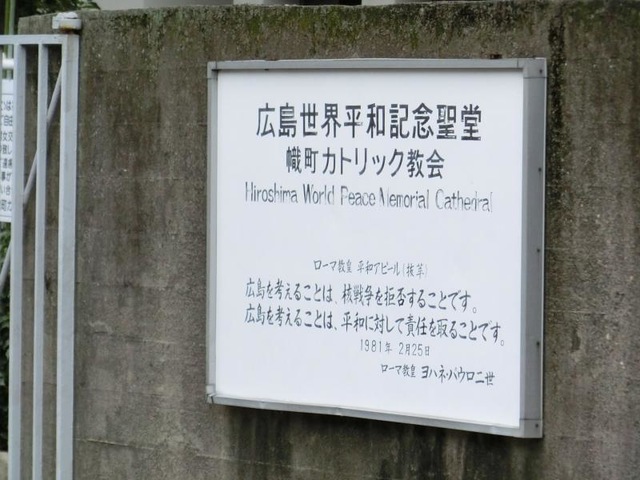 広島世界平和記念聖堂
幟町カトリック教会
Hiroshima World Peace Memorial Cathedral
ローマ教皇 平和アピール(抜萃)
広島を考えることは、核戦争を拒否することです。
広島を考えることは、平和に対して責任を取ることです。
1981年 2月25日
ローマ教皇 ヨハネ・パウロ二世